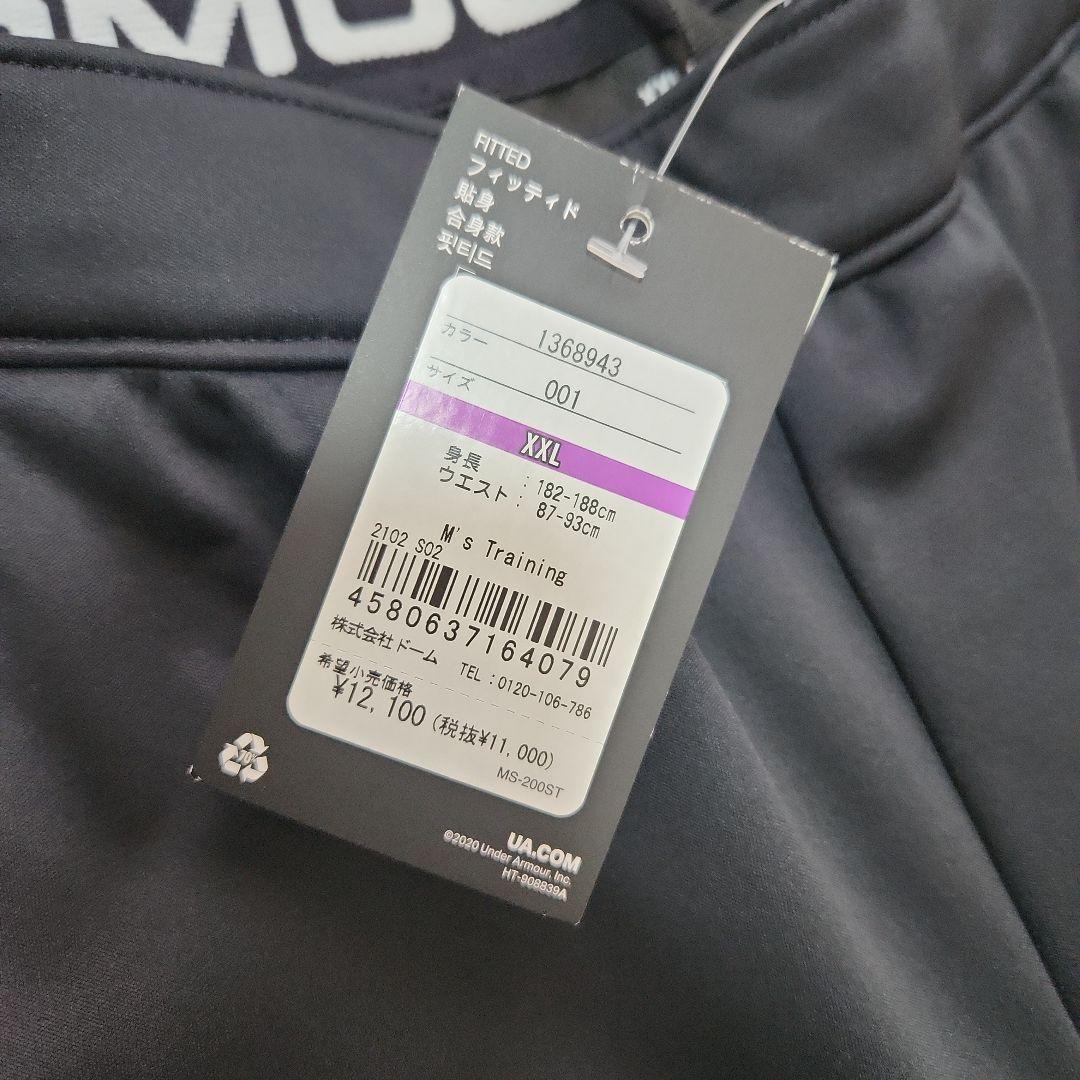 FITTED
フィッティド
貼身
合身款
핏티드
1368943
カラー
001
サイズ
XXL
身長 : 182-188cm
ウエスト : 87-93cm
M's Training
2102 S02
4580637164079
株式会社ドーム TEL:0120-106-786
希望小売価格
¥12,100(税抜¥11,000)
MS-200ST
UA.COM
©2020 Under Armour, Inc.
HT-908839A